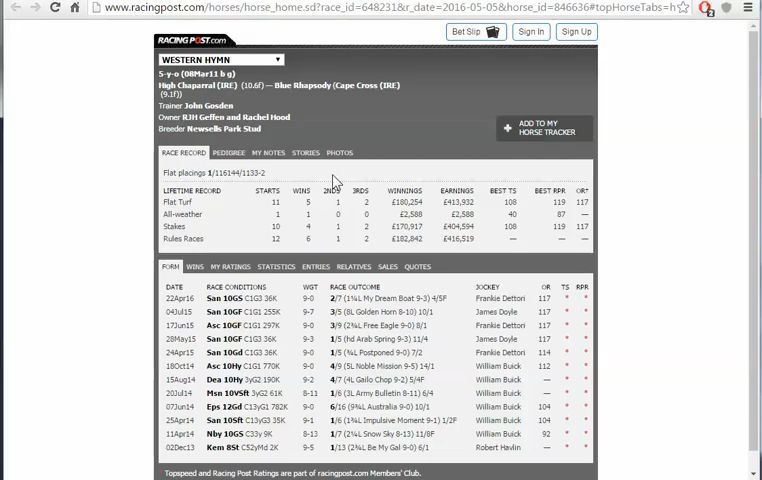 www.racingpost.com/horses/horse_home.sd?race_id=648231&r_date=2016-05-05&horse_id=846636#topHorseTabs=h
2
RACING POST.com
Bet Slip Sign In Sign Up
WESTERN HYMN
5-y-o (08Mar11 b g)
High Chaparral (IRE) (10.6f) — Blue Rhapsody (Cape Cross (IRE)
(9.1f))
Trainer John Gosden
Owner RJH Geffen and Rachel Hood
Breeder Newsells Park Stud
+ ADD TO MY
HORSE TRACKER
RACE RECORD PEDIGREE MY NOTES STORIES PHOTOS
Flat placings 1/116144/1133-2
LIFETIME RECORD STARTS WINS 2NDS 3RDS WINNINGS EARNINGS BEST TS BEST RPR OR+
Flat Turf 11 5 1 2 £180,254 £413,932 108 119 117
All-weather 1 1 0 0 £2,588 £2,588 40 87 —
Stakes 10 4 1 2 £170,917 £404,594 108 119 117
Rules Races 12 6 1 2 £182,842 £416,519 — — —
FORM WINS MY RATINGS STATISTICS ENTRIES RELATIVES SALES QUOTES
DATE RACE CONDITIONS WGT RACE OUTCOME JOCKEY OR TS RPR
22Apr16 San 10GS C1G3 36K 9-0 2/7 (1¼L My Dream Boat 9-3) 4/5F Frankie Dettori 117 * *
04Jul15 San 10GF C1G1 255K 9-7 3/5 (8L Golden Horn 8-10) 10/1 James Doyle 117 * *
17Jun15 Asc 10GF C1G1 297K 9-0 3/9 (2¾L Free Eagle 9-0) 8/1 Frankie Dettori 117 * *
28May15 San 10GF C1G3 36K 9-3 1/5 (hd Arab Spring 9-3) 11/4 James Doyle 117 * *
24Apr15 San 10Gd C1G3 36K 9-0 1/5 (¾L Postponed 9-0) 7/2 Frankie Dettori 114 * *
18Oct14 Asc 10Hy C1G1 770K 9-0 4/9 (5L Noble Mission 9-5) 14/1 William Buick 112 * *
15Aug14 Dea 10Hy 3yG2 190K 9-2 4/7 (4L Gailo Chop 9-2) 5/4F William Buick — * *
20Jul14 Msn 10VSft 3yG2 61K 8-11 1/6 (3L Army Bulletin 8-11) 6/4 William Buick — * *
07Jun14 Eps 12Gd C13yG1 782K 9-0 6/16 (9¾L Australia 9-0) 10/1 William Buick 104 * *
25Apr14 San 10Sft C13yG3 35K 9-1 1/6 (1¾L Impulsive Moment 9-1) 1/2F William Buick 104 * *
11Apr14 Nby 10GS C33y 9K 8-13 1/7 (2¼L Snow Sky 8-13) 11/8F William Buick 92 * *
02Dec13 Kem 8St C52yMd 2K 9-5 1/13 (2¾L Be My Gal 9-0) 6/1 Robert Havlin — * *
* Topspeed and Racing Post Ratings are part of racingpost.com Members' Club.